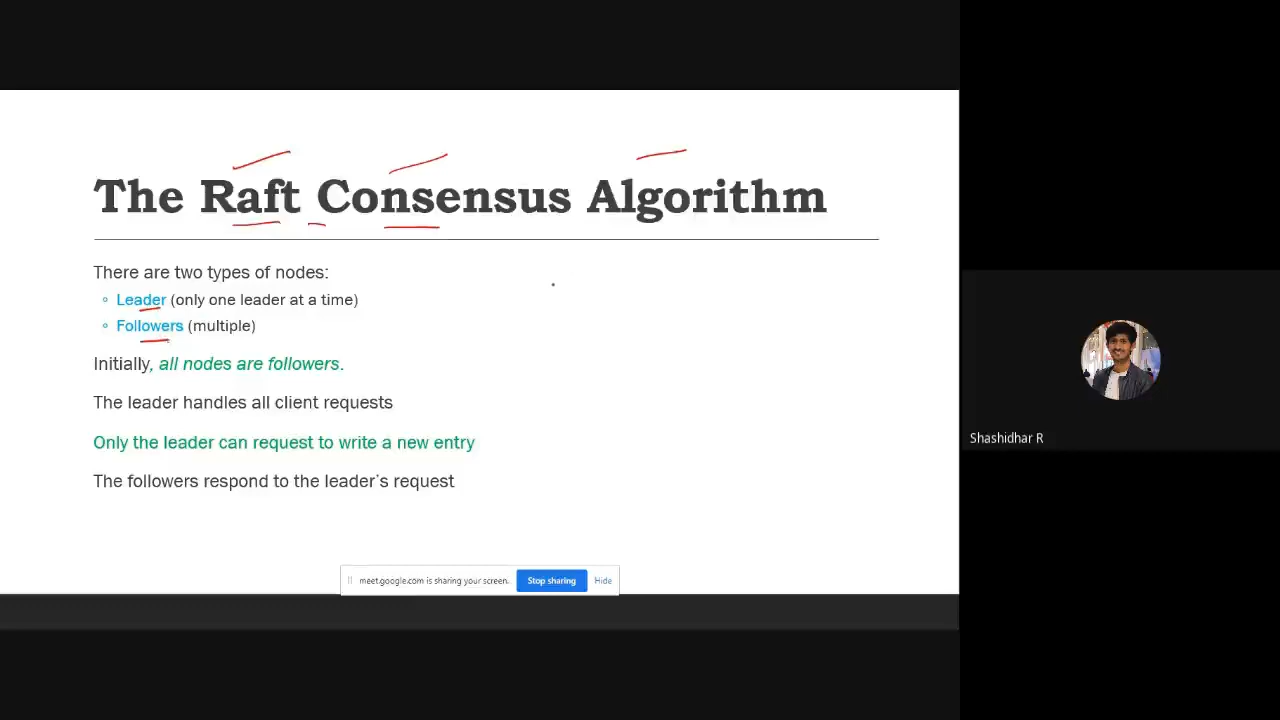 The Raft Consensus Algorithm
There are two types of nodes:
Leader (only one leader at a time)
Followers (multiple)
Initially, all nodes are followers.
The leader handles all client requests
Only the leader can request to write a new entry
The followers respond to the leader's request
meet.google.com is sharing your screen. Stop sharing Hide
Shashidhar R